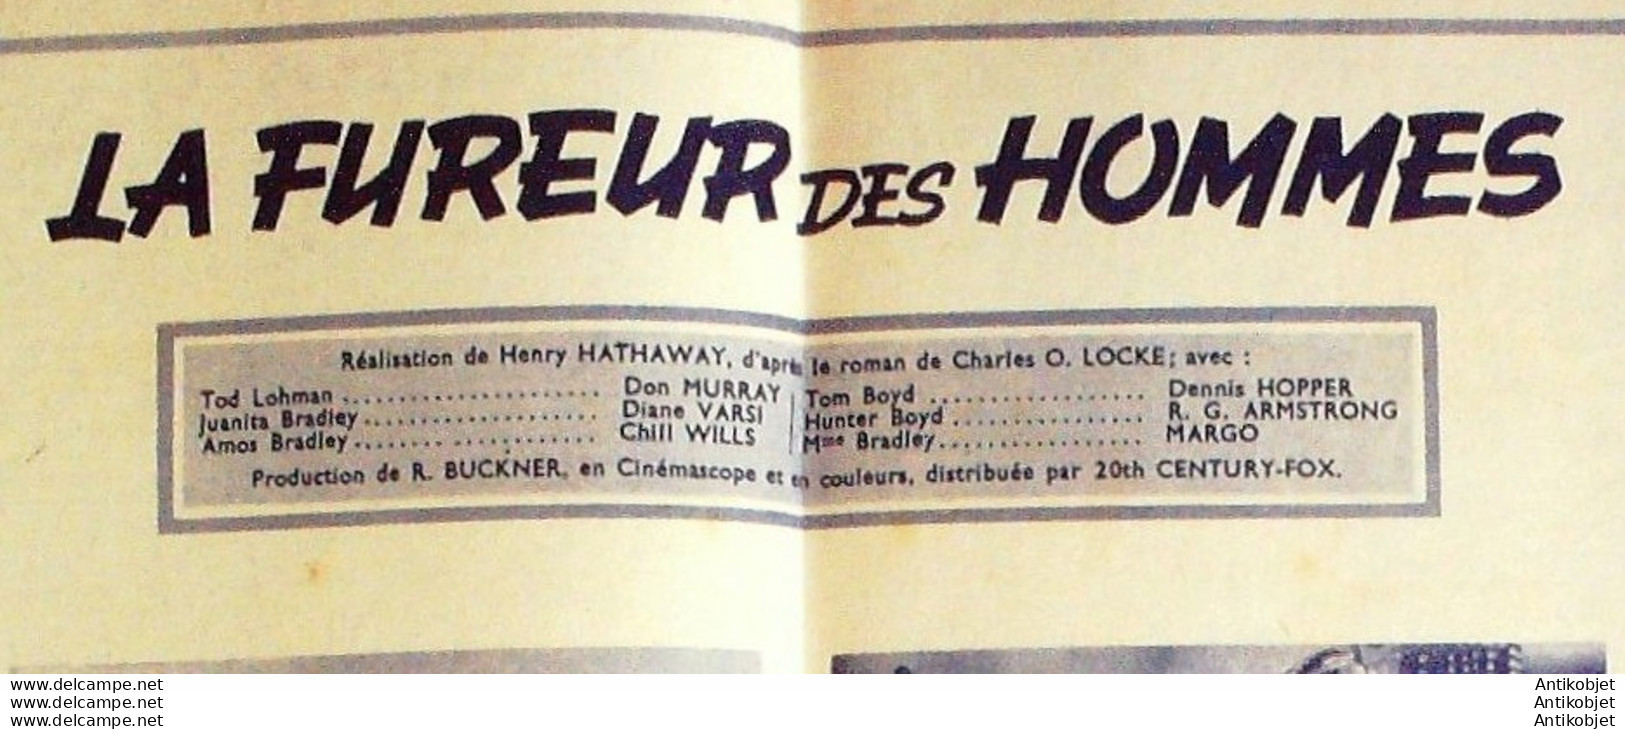 LA FUREUR DES HOMMES
Réalisation de Henry HATHAWAY, d'après le roman de Charles O. LOCKE; avec :
Tod Lohman ........................ Don MURRAY
Juanita Bradley ..................... Diane VARSI
Amos Bradley ...................... Chill WILLS
Tom Boyd ................... Dennis HOPPER
Hunter Boyd ................. R. G. ARMSTRONG
Mme Bradley .................. MARGO
Production de R. BUCKNER, en Cinémascope et en couleurs, distribuée par 20th CENTURY-FOX.
www.delcampe.net
www.delcampe.net
www.delcampe.net
Antikobjet
Antikobjet
Antikobjet